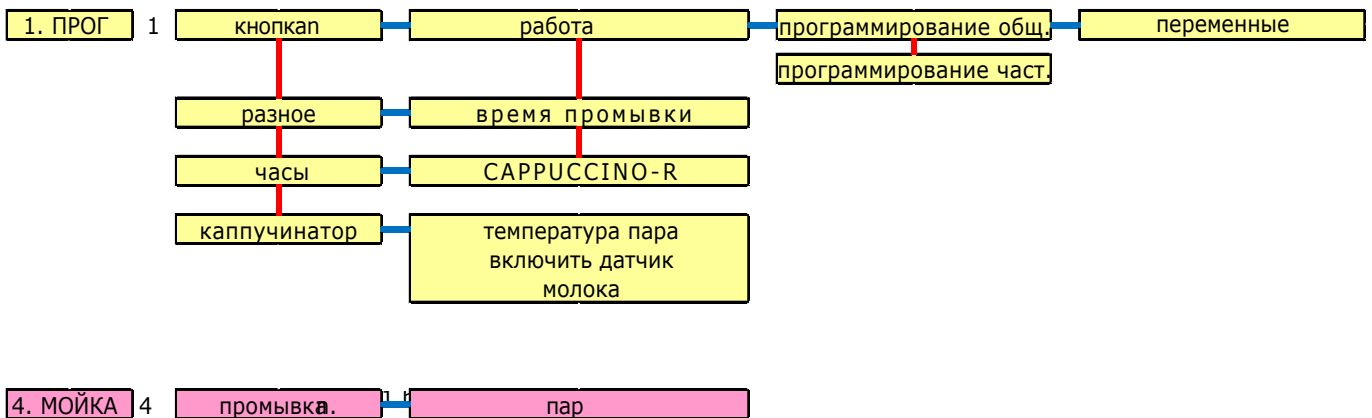 1. ПРОГ 1 кнопкаn работа программирование общ. переменные
программирование част.
разное время промывки
часы CAPPUCCINO-R
каппучинатор температура пара
включить датчик
молока
4. МОЙКА 4 пар